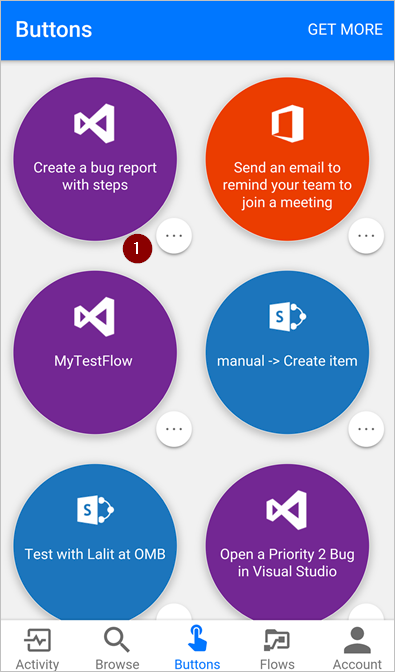 Buttons
GET MORE
Create a bug report
with steps
Send an email to
remind your team to
join a meeting
1
MyTestFlow
manual -> Create item
Test with Lalit at OMB
Open a Priority 2 Bug
in Visual Studio
Activity
Browse
Buttons
Flows
Account